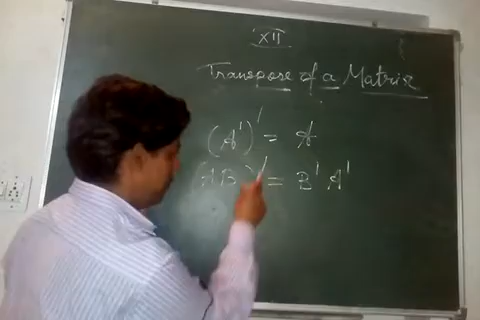 XII
Transpose of a Matrix
(A')' = A
(AB)' = B' A'